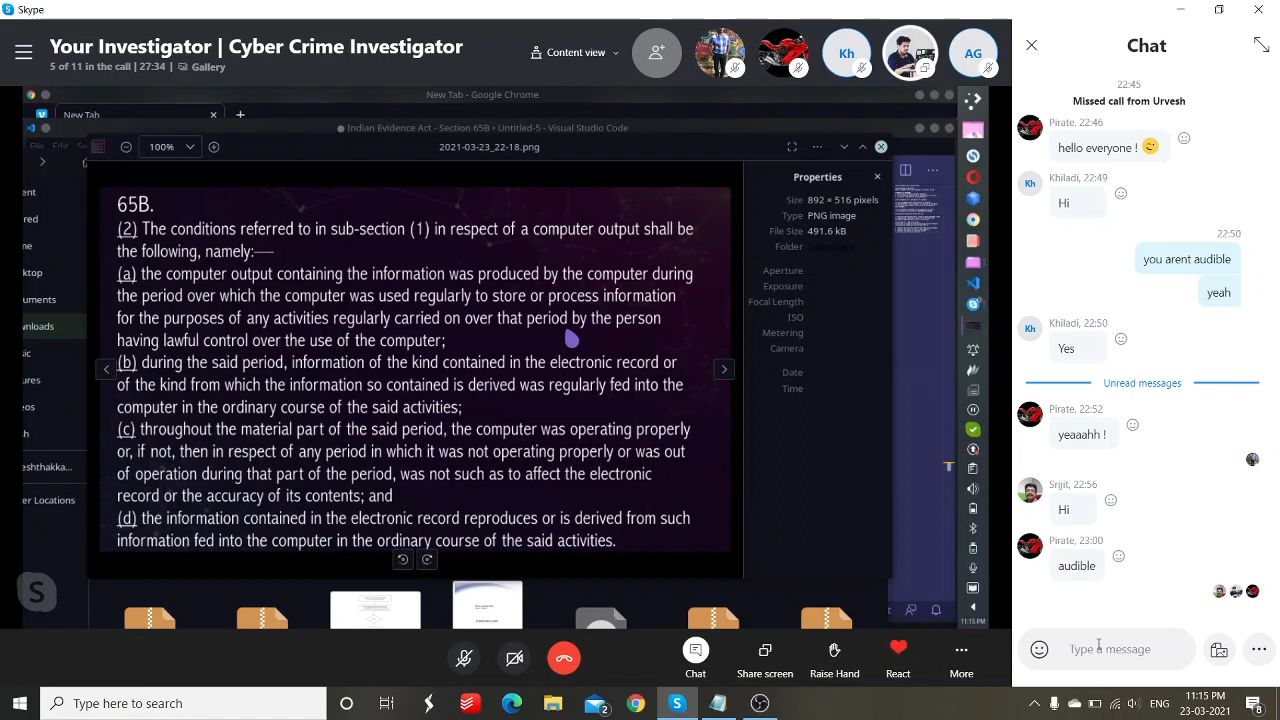 Skype
Your Investigator | Cyber Crime Investigator
5 of 11 in the call | 27:34 |
Content view
Kh
AG
New Tab - Google Chrome
New Tab
Indian Evidence Act - Section 65B • Untitled-5 - Visual Studio Code
File Edit
100%
2021-03-23_22-18.png
Properties
Size 892 × 516 pixels
Type PNG image
File Size 491.6 kB
Folder Downloads
Aperture
Exposure
Focal Length
ISO
Metering
Camera
Date
Time
65B.
(2) The conditions referred to in sub-section (1) in respect of a computer output shall be
the following, namely:—
(a) the computer output containing the information was produced by the computer during
the period over which the computer was used regularly to store or process information
for the purposes of any activities regularly carried on over that period by the person
having lawful control over the use of the computer;
(b) during the said period, information of the kind contained in the electronic record or
of the kind from which the information so contained is derived was regularly fed into the
computer in the ordinary course of the said activities;
(c) throughout the material part of the said period, the computer was operating properly
or, if not, then in respect of any period in which it was not operating properly or was out
of operation during that part of the period, was not such as to affect the electronic
record or the accuracy of its contents; and
(d) the information contained in the electronic record reproduces or is derived from such
information fed into the computer in the ordinary course of the said activities.
ent
red
me
sktop
uments
wnloads
sic
ures
eos
sh
eshthakka...
er Locations
11:15 PM
Chat
Share screen
Raise Hand
React
More
Chat
22:45
Missed call from Urvesh
Pirate, 22:46
hello everyone !
Khiladi, 22:49
Kh
Hi
22:50
you arent audible
yeah
Khiladi, 22:50
Kh
Yes
Unread messages
Pirate, 22:52
yeaaahh !
Srijit, 22:56
Hi
Pirate, 23:00
audible
Type a message
Type here to search
2
ENG
11:15 PM
23-03-2021
8